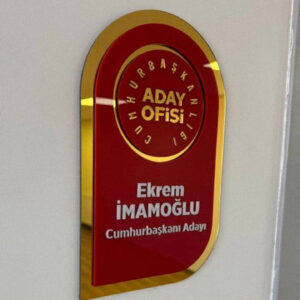 CUMHURBAŞKANLIĞI
ADAY
OFİSİ
Ekrem
İMAMOĞLU
Cumhurbaşkanı Adayı